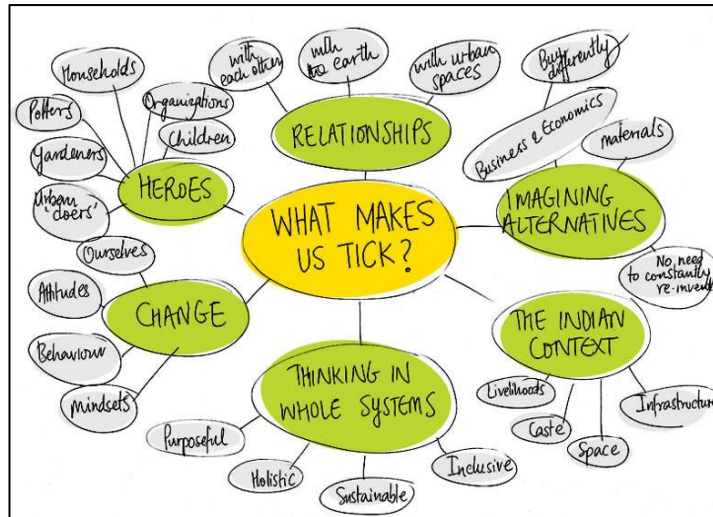 WHAT MAKES
US TICK?
RELATIONSHIPS
with
each other
with
earth
with urban
spaces
IMAGINING
ALTERNATIVES
Business & Economics
Buy
differently
materials
No need
to constantly
re-invent
THE INDIAN
CONTEXT
Livelihoods
Caste
Space
Infrastructure
THINKING IN
WHOLE SYSTEMS
Purposeful
Holistic
Sustainable
Inclusive
CHANGE
Ourselves
Attitudes
Behaviour
Mindsets
HEROES
Households
Potters
Organizations
Children
Gardeners
Urban
'doers'